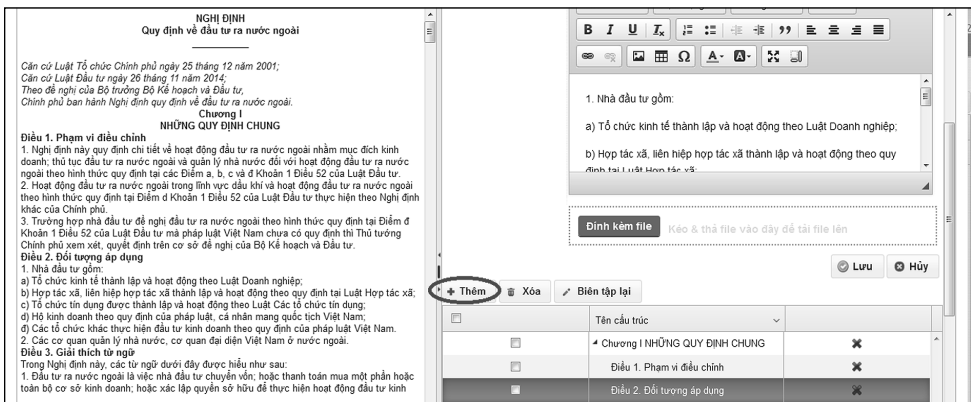 NGHỊ ĐỊNH
Quy định về đầu tư ra nước ngoài
Căn cứ Luật Tổ chức Chính phủ ngày 25 tháng 12 năm 2001;
Căn cứ Luật Đầu tư ngày 26 tháng 11 năm 2014;
Theo đề nghị của Bộ trưởng Bộ Kế hoạch và Đầu tư,
Chính phủ ban hành Nghị định quy định về đầu tư ra nước ngoài.
Chương I
NHỮNG QUY ĐỊNH CHUNG
Điều 1. Phạm vi điều chỉnh
1. Nghị định này quy định chi tiết về hoạt động đầu tư ra nước ngoài nhằm mục đích kinh
doanh; thủ tục đầu tư ra nước ngoài và quản lý nhà nước đối với hoạt động đầu tư ra nước
ngoài theo hình thức quy định tại các Điểm a, b, c và đ Khoản 1 Điều 52 của Luật Đầu tư.
2. Hoạt động đầu tư ra nước ngoài trong lĩnh vực dầu khí và hoạt động đầu tư ra nước ngoài
theo hình thức quy định tại Điểm d Khoản 1 Điều 52 của Luật Đầu tư thực hiện theo Nghị định
khác của Chính phủ.
3. Trường hợp nhà đầu tư đề nghị đầu tư ra nước ngoài theo hình thức quy định tại Điểm đ
Khoản 1 Điều 52 của Luật Đầu tư mà pháp luật Việt Nam chưa có quy định thì Thủ tướng
Chính phủ xem xét, quyết định trên cơ sở đề nghị của Bộ Kế hoạch và Đầu tư.
Điều 2. Đối tượng áp dụng
1. Nhà đầu tư gồm:
a) Tổ chức kinh tế thành lập và hoạt động theo Luật Doanh nghiệp;
b) Hợp tác xã, liên hiệp hợp tác xã thành lập và hoạt động theo quy định tại Luật Hợp tác xã;
c) Tổ chức tín dụng được thành lập và hoạt động theo Luật Các tổ chức tín dụng;
d) Hộ kinh doanh theo quy định của pháp luật, cá nhân mang quốc tịch Việt Nam;
đ) Các tổ chức khác thực hiện đầu tư kinh doanh theo quy định của pháp luật Việt Nam.
2. Các cơ quan quản lý nhà nước, cơ quan đại diện Việt Nam ở nước ngoài.
Điều 3. Giải thích từ ngữ
Trong Nghị định này, các từ ngữ dưới đây được hiểu như sau:
1. Đầu tư ra nước ngoài là việc nhà đầu tư chuyển vốn; hoặc thanh toán mua một phần hoặc
toàn bộ cơ sở kinh doanh; hoặc xác lập quyền sở hữu để thực hiện hoạt động đầu tư kinh
B I U Tx
Ω A A
1. Nhà đầu tư gồm:
a) Tổ chức kinh tế thành lập và hoạt động theo Luật Doanh nghiệp;
b) Hợp tác xã, liên hiệp hợp tác xã thành lập và hoạt động theo quy
định tại Luật Hợp tác xã;
Đính kèm file Kéo & thả file vào đây để tải file lên
Lưu Hủy
Thêm Xóa Biên tập lại
Tên cấu trúc
Chương I NHỮNG QUY ĐỊNH CHUNG
Điều 1. Phạm vi điều chỉnh
Điều 2. Đối tượng áp dụng